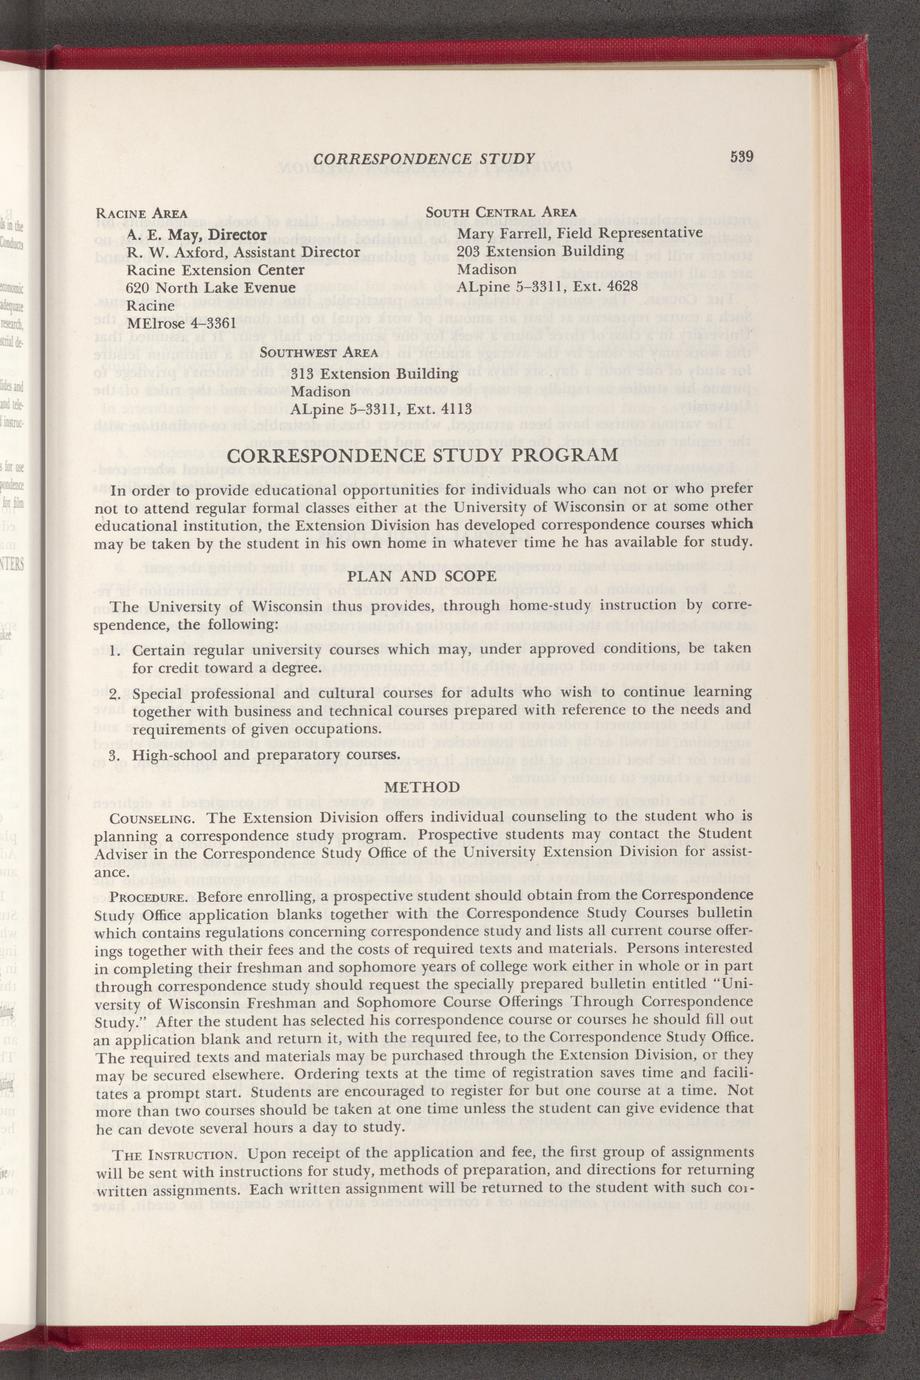 CORRESPONDENCE STUDY
539
RACINE AREA
A. E. May, Director
R. W. Axford, Assistant Director
Racine Extension Center
620 North Lake Evenue
Racine
MElrose 4–3361
SOUTH CENTRAL AREA
Mary Farrell, Field Representative
203 Extension Building
Madison
ALpine 5–3311, Ext. 4628
SOUTHWEST AREA
313 Extension Building
Madison
ALpine 5–3311, Ext. 4113
CORRESPONDENCE STUDY PROGRAM
In order to provide educational opportunities for individuals who can not or who prefer
not to attend regular formal classes either at the University of Wisconsin or at some other
educational institution, the Extension Division has developed correspondence courses which
may be taken by the student in his own home in whatever time he has available for study.
PLAN AND SCOPE
The University of Wisconsin thus provides, through home-study instruction by corre-
spendence, the following:
1. Certain regular university courses which may, under approved conditions, be taken
for credit toward a degree.
2. Special professional and cultural courses for adults who wish to continue learning
together with business and technical courses prepared with reference to the needs and
requirements of given occupations.
3. High-school and preparatory courses.
METHOD
COUNSELING. The Extension Division offers individual counseling to the student who is
planning a correspondence study program. Prospective students may contact the Student
Adviser in the Correspondence Study Office of the University Extension Division for assist-
ance.
PROCEDURE. Before enrolling, a prospective student should obtain from the Correspondence
Study Office application blanks together with the Correspondence Study Courses bulletin
which contains regulations concerning correspondence study and lists all current course offer-
ings together with their fees and the costs of required texts and materials. Persons interested
in completing their freshman and sophomore years of college work either in whole or in part
through correspondence study should request the specially prepared bulletin entitled "Uni-
versity of Wisconsin Freshman and Sophomore Course Offerings Through Correspondence
Study." After the student has selected his correspondence course or courses he should fill out
an application blank and return it, with the required fee, to the Correspondence Study Office.
The required texts and materials may be purchased through the Extension Division, or they
may be secured elsewhere. Ordering texts at the time of registration saves time and facili-
tates a prompt start. Students are encouraged to register for but one course at a time. Not
more than two courses should be taken at one time unless the student can give evidence that
he can devote several hours a day to study.
THE INSTRUCTION. Upon receipt of the application and fee, the first group of assignments
will be sent with instructions for study, methods of preparation, and directions for returning
written assignments. Each written assignment will be returned to the student with such cor-